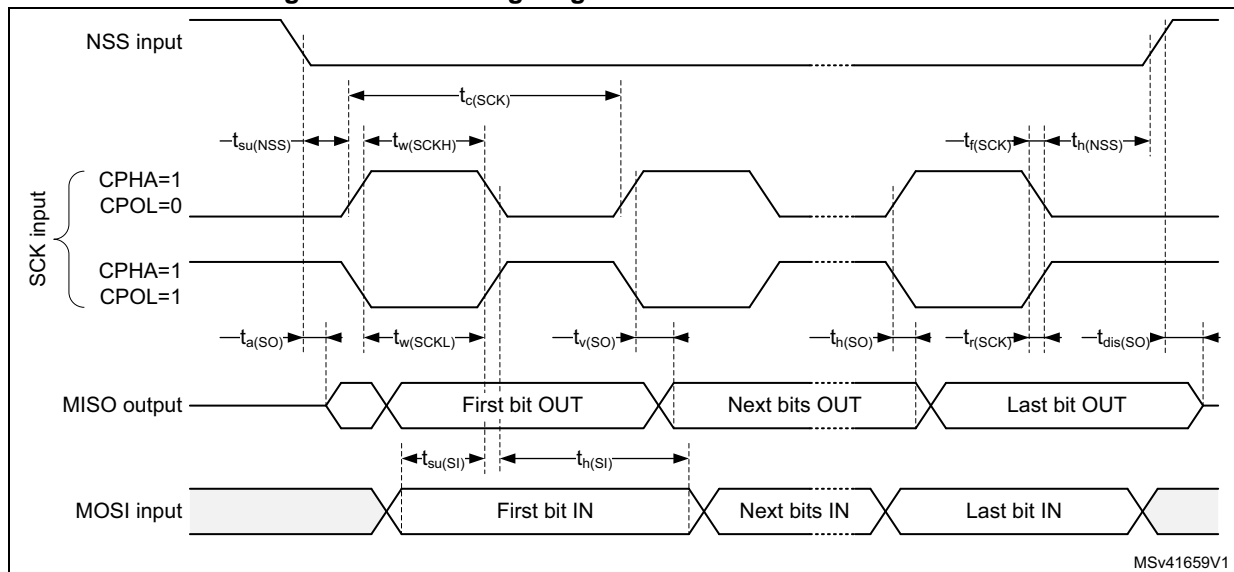 NSS input
tc(SCK)
tsu(NSS)
tw(SCKH)
tf(SCK)
th(NSS)
SCK input
CPHA=1
CPOL=0
CPHA=1
CPOL=1
ta(SO)
tw(SCKL)
tv(SO)
th(SO)
tr(SCK)
tdis(SO)
MISO output
First bit OUT
Next bits OUT
Last bit OUT
tsu(SI)
th(SI)
MOSI input
First bit IN
Next bits IN
Last bit IN
MSv41659V1